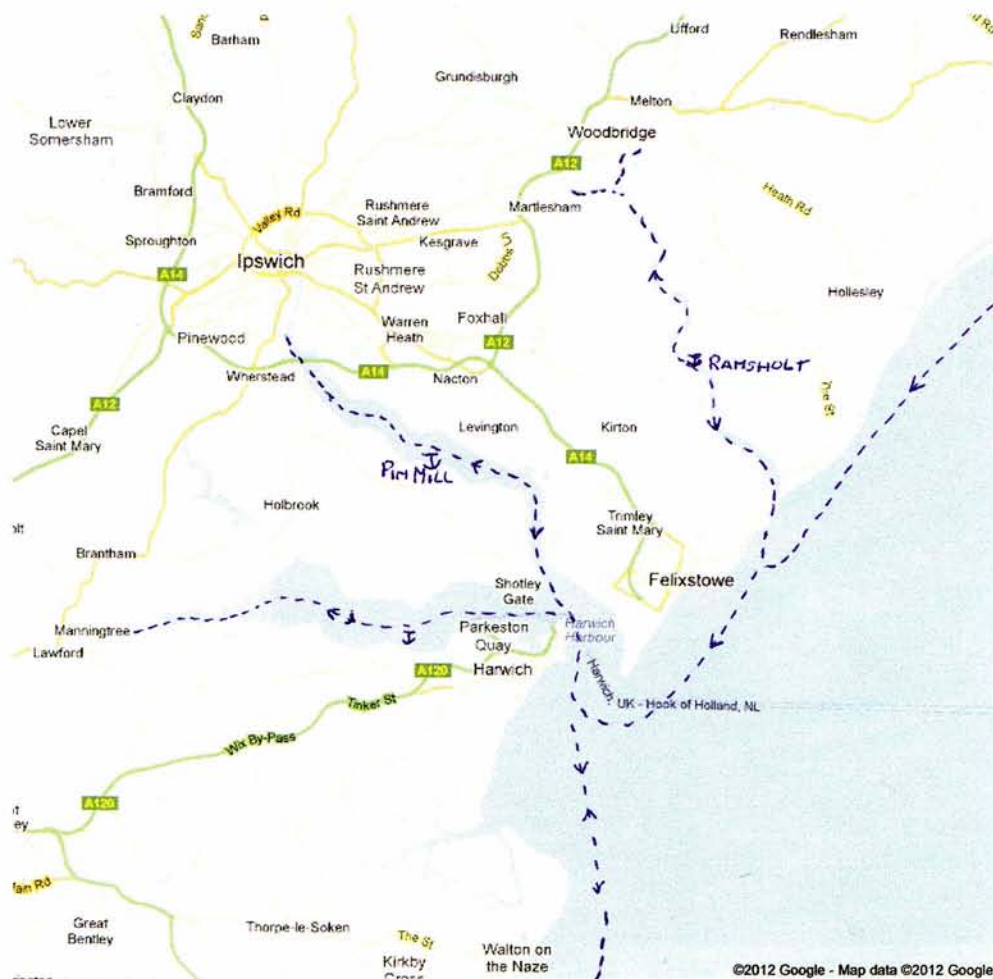 Barham
Ufford
Rendlesham
Grundisburgh
Claydon
Melton
Lower
Somersham
Woodbridge
A12
Bramford
Heath Rd
Rushmere
Saint Andrew
Valley Rd
Martlesham
Sproughton
Kesgrave
Ipswich
Dobbs
A14
Rushmere
St Andrew
Hollesley
Foxhall
Warren
Heath
Pinewood
A12
RAMSHOLT
Wherstead
A14
Nacton
The St
A12
Capel
Saint Mary
Levington
Kirton
A14
PIN MILL
Holbrook
Trimley
Saint Mary
Brantham
Shotley
Gate
Felixstowe
Manningtree
Parkeston
Quay
Harwich
Harbour
Lawford
Harwich
A120
Harwich
UK - Hook of Holland, NL
Tinker St
Wix By-Pass
A120
Great
Bentley
Thorpe-le-Soken
The St
Kirkby
Walton on
the Naze
©2012 Google - Map data ©2012 Google